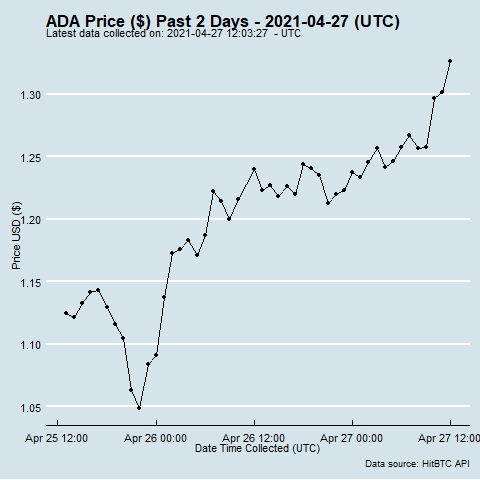 ADA Price ($) Past 2 Days - 2021-04-27 (UTC)
Latest data collected on: 2021-04-27 12:03:27  - UTC
1.30
1.25
1.20
1.15
1.10
1.05
Price USD ($)
Apr 25 12:00 Apr 26 00:00 Apr 26 12:00 Apr 27 00:00 Apr 27 12:00
Date Time Collected (UTC)
Data source: HitBTC API